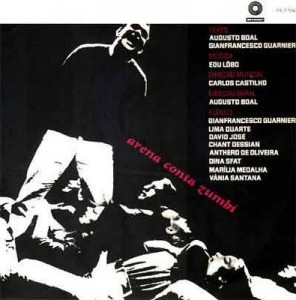 TEXTO
AUGUSTO BOAL
GIANFRANCESCO GUARNIERI
MÚSICA
EDU LÔBO
DIREÇÃO MUSICAL
CARLOS CASTILHO
DIREÇÃO GERAL
AUGUSTO BOAL
ELENCO
GIANFRANCESCO GUARNIERI
LIMA DUARTE
DAVID JOSÉ
CHANT DESSIAN
ANTHERO DE OLIVEIRA
DINA SFAT
MARÍLIA MEDALHA
VÂNIA SANTANA
arena conta zumbi